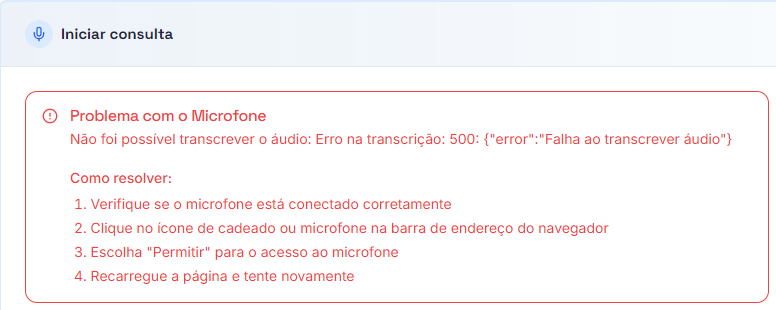 Iniciar consulta
Problema com o Microfone
Não foi possível transcrever o áudio: Erro na transcrição: 500: {"error":"Falha ao transcrever áudio"}
Como resolver:
1. Verifique se o microfone está conectado corretamente
2. Clique no ícone de cadeado ou microfone na barra de endereço do navegador
3. Escolha "Permitir" para o acesso ao microfone
4. Recarregue a página e tente novamente